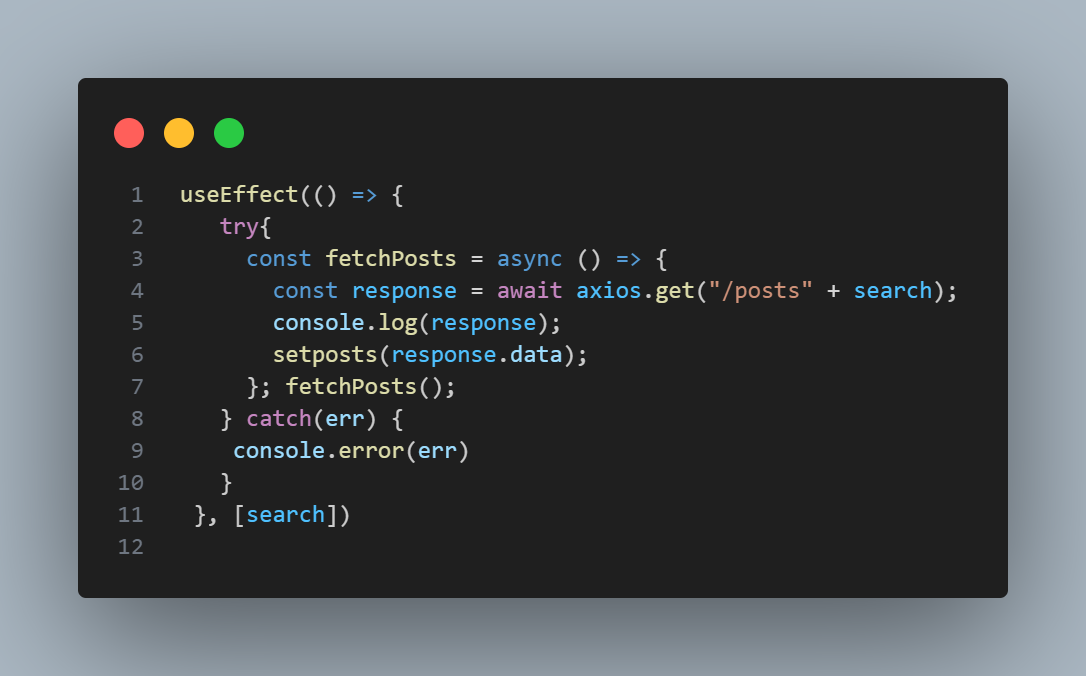 1 useEffect(() => {
2 try{
3 const fetchPosts = async () => {
4 const response = await axios.get("/posts" + search);
5 console.log(response);
6 setposts(response.data);
7 }; fetchPosts();
8 } catch(err) {
9 console.error(err)
10 }
11 }, [search])
12